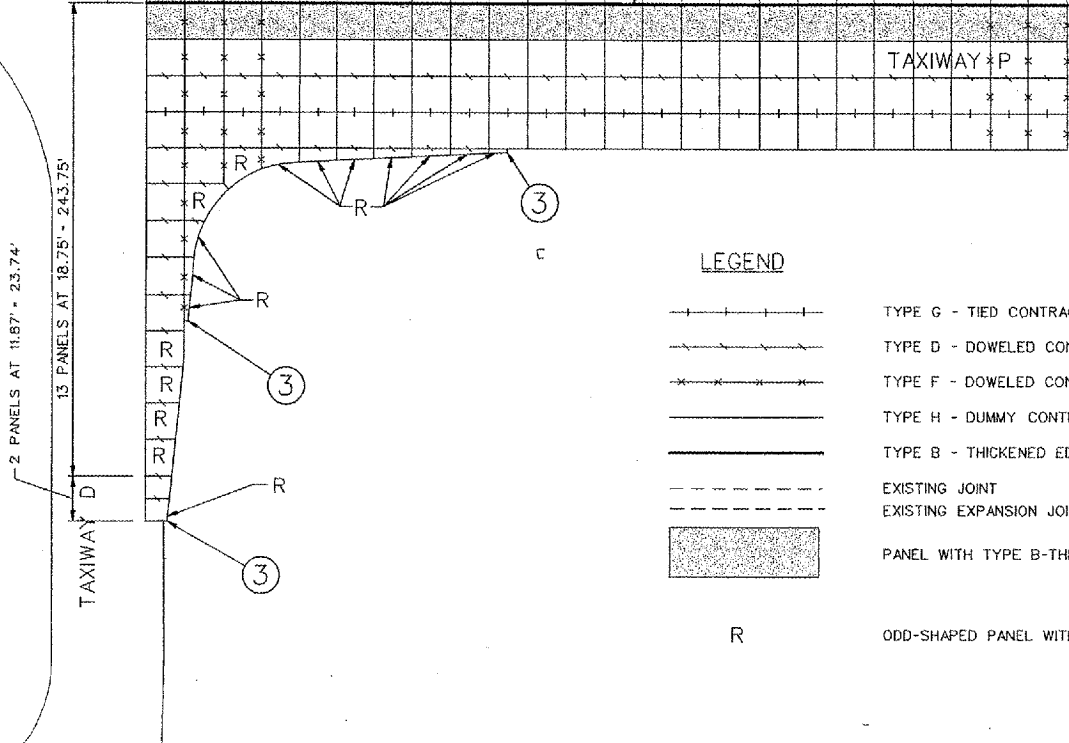 TAXIWAY P
R
R
R
3
2 PANELS AT 11.87' = 23.74'
13 PANELS AT 18.75' - 243.75'
R
R
R
R
R
3
R
3
TAXIWAY D
LEGEND
TYPE G - TIED CONTRA
TYPE D - DOWELED CON
TYPE F - DOWELED CON
TYPE H - DUMMY CONT
TYPE B - THICKENED ED
EXISTING JOINT
EXISTING EXPANSION JOI
PANEL WITH TYPE B-TH
R ODD-SHAPED PANEL WIT